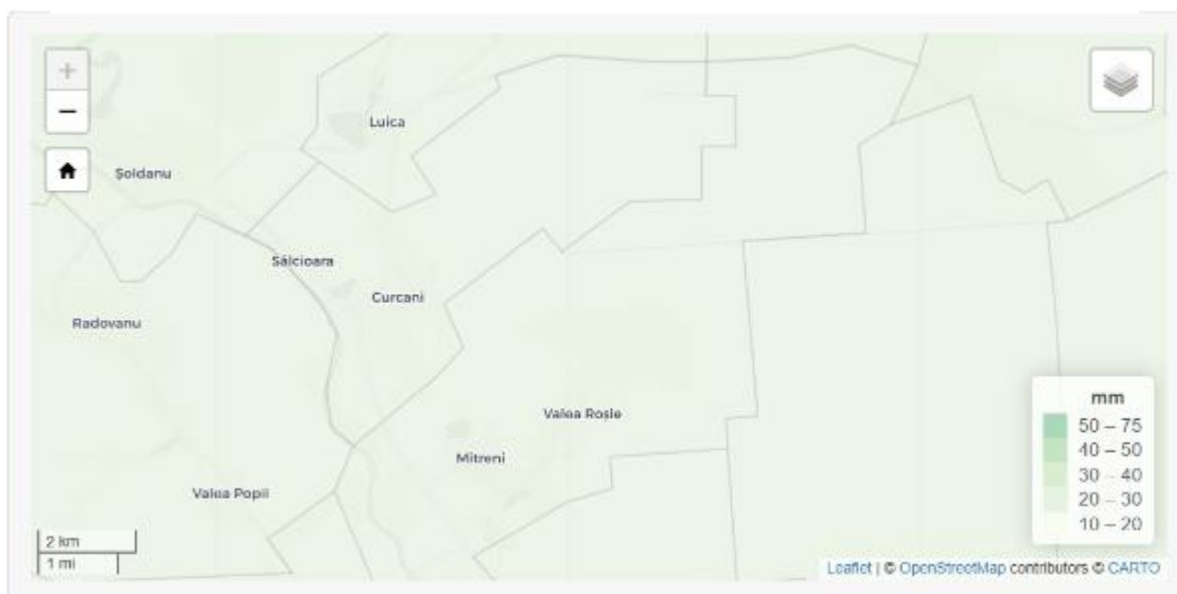 +
−
Luica
Șoldanu
Sălcioara
Curcani
Radovanu
Valea Roșie
Mitreni
Valea Popii
mm
50 – 75
40 – 50
30 – 40
20 – 30
10 – 20
2 km
1 mi
Leaflet | © OpenStreetMap contributors © CARTO